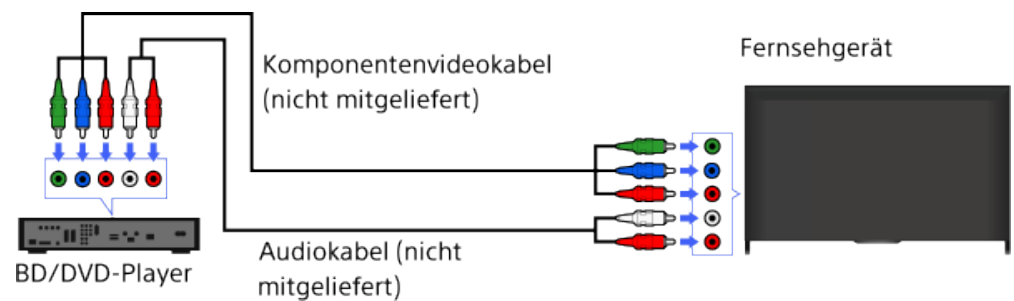 Komponentenvideokabel
(nicht mitgeliefert)
Fernsehgerät
BD/DVD-Player
Audiokabel (nicht
mitgeliefert)